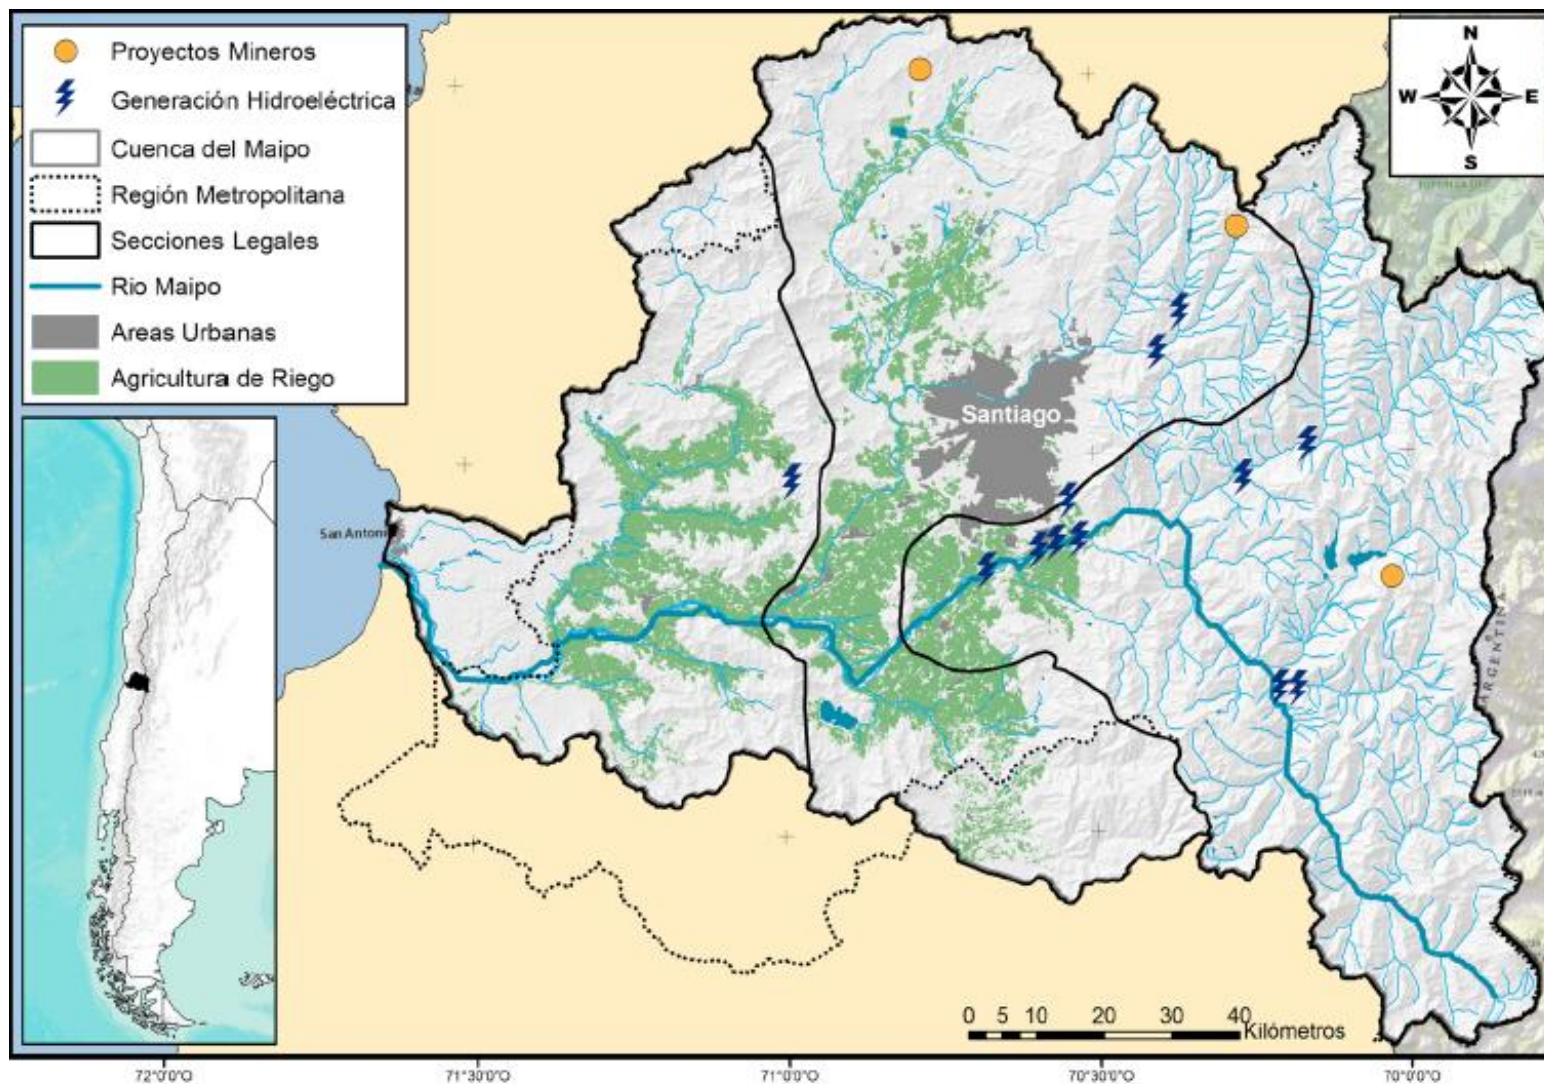 Proyectos Mineros
Generación Hidroeléctrica
Cuenca del Maipo
Región Metropolitana
Secciones Legales
Rio Maipo
Areas Urbanas
Agricultura de Riego
N
W
E
S
Santiago
San Antoni
ARGENTINA
0 5 10 20 30 40
Kilómetros
72°0'0"O
71°30'0"O
71°0'0"O
70°30'0"O
70°0'0"O